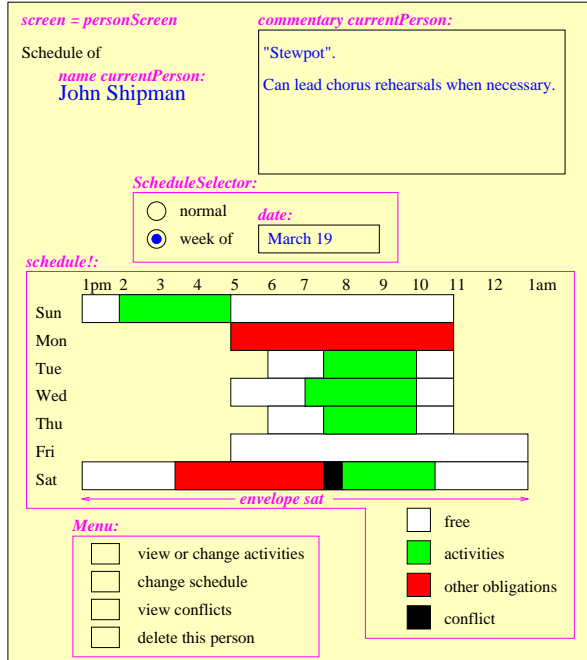 screen = personScreen
commentary currentPerson:
Schedule of
name currentPerson:
John Shipman
"Stewpot".
Can lead chorus rehearsals when necessary.
ScheduleSelector:
normal
date:
week of
March 19
schedule!:
1pm 2 3 4 5 6 7 8 9 10 11 12 1am
Sun
Mon
Tue
Wed
Thu
Fri
Sat
envelope sat
Menu:
view or change activities
change schedule
view conflicts
delete this person
free
activities
other obligations
conflict